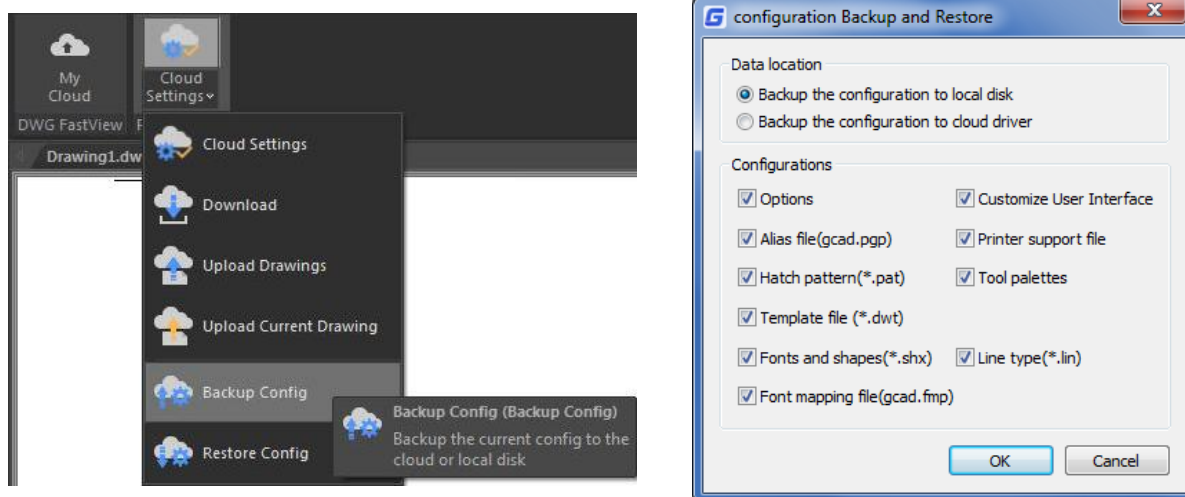 My
Cloud
Cloud
Settings
DWG FastView
Drawing1.dw
Cloud Settings
Download
Upload Drawings
Upload Current Drawing
Backup Config
Backup Config (Backup Config)
Backup the current config to the
cloud or local disk
Restore Config
configuration Backup and Restore
Data location
Backup the configuration to local disk
Backup the configuration to cloud driver
Configurations
Options
Customize User Interface
Alias file(gcad.pgp)
Printer support file
Hatch pattern(*.pat)
Tool palettes
Template file (*.dwt)
Fonts and shapes(*.shx)
Line type(*.lin)
Font mapping file(gcad.fmp)
OK
Cancel